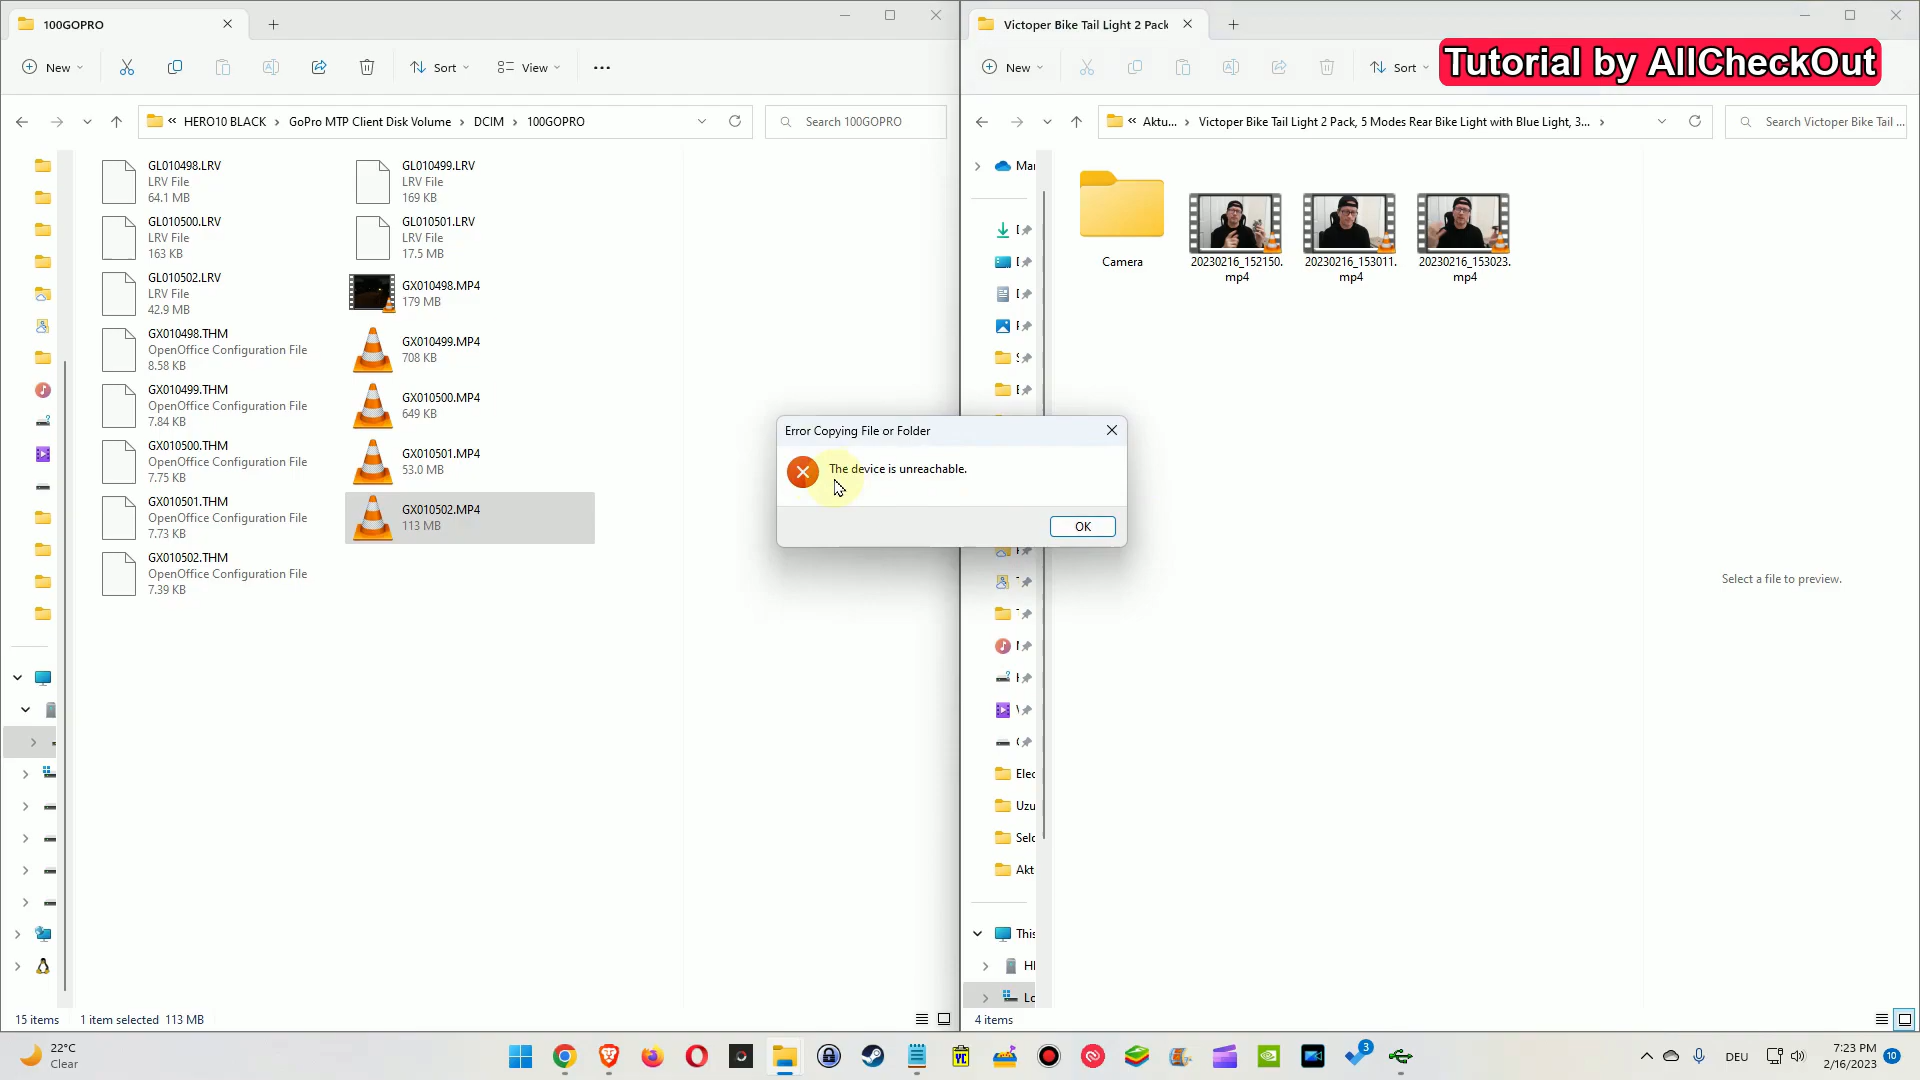 100GOPRO
New
Sort
View
HERO10 BLACK > GoPro MTP Client Disk Volume > DCIM > 100GOPRO
Search 100GOPRO
GL010498.LRV
LRV File
64.1 MB
GL010499.LRV
LRV File
169 KB
GL010500.LRV
LRV File
163 KB
GL010501.LRV
LRV File
17.5 MB
GL010502.LRV
LRV File
42.9 MB
GX010498.MP4
179 MB
GX010498.THM
OpenOffice Configuration File
8.58 KB
GX010499.MP4
708 KB
GX010499.THM
OpenOffice Configuration File
7.84 KB
GX010500.MP4
649 KB
GX010500.THM
OpenOffice Configuration File
7.75 KB
GX010501.MP4
53.0 MB
GX010501.THM
OpenOffice Configuration File
7.73 KB
GX010502.MP4
113 MB
GX010502.THM
OpenOffice Configuration File
7.39 KB
15 items 1 item selected 113 MB
Error Copying File or Folder
The device is unreachable.
OK
Victoper Bike Tail Light 2 Pack
Tutorial by AllCheckOut
New
Sort
Aktu... > Victoper Bike Tail Light 2 Pack, 5 Modes Rear Bike Light with Blue Light, 3... >
Search Victoper Bike Tail ...
Mar
Elec
Uzu
Selc
Akt
This
Camera
20230216_152150.
mp4
20230216_153011.
mp4
20230216_153023.
mp4
Select a file to preview.
4 items
22°C
Clear
3
DEU
7:23 PM
2/16/2023
10